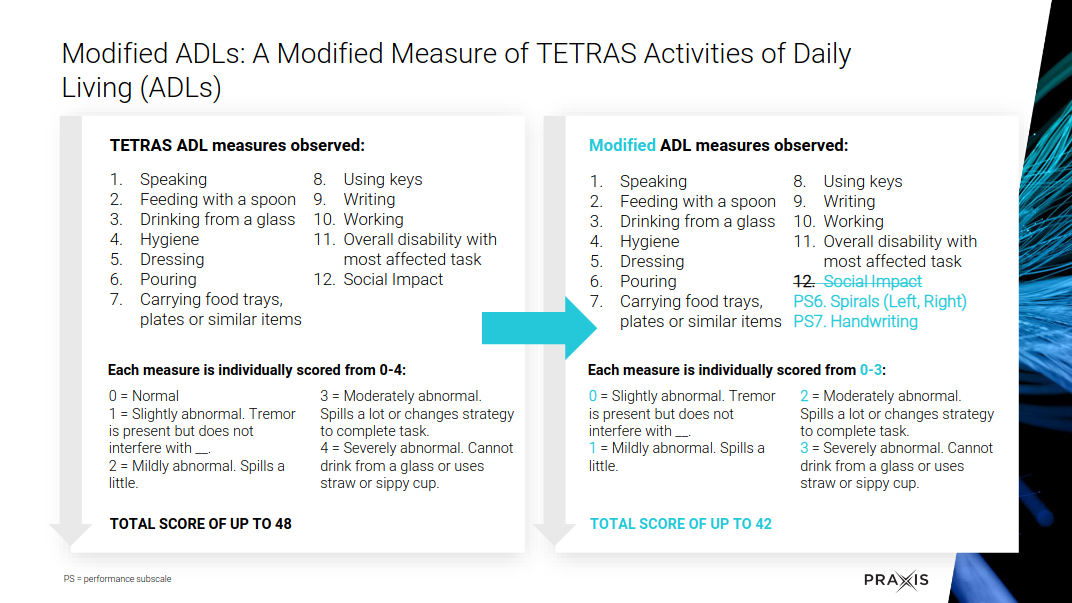 Modified ADLs: A Modified Measure of TETRAS Activities of Daily
Living (ADLs)
TETRAS ADL measures observed:
1. Speaking
2. Feeding with a spoon
3. Drinking from a glass
4. Hygiene
5. Dressing
6. Pouring
7. Carrying food trays,
plates or similar items
8. Using keys
9. Writing
10. Working
11. Overall disability with
most affected task
12. Social Impact
Each measure is individually scored from 0-4:
0 = Normal
1 = Slightly abnormal. Tremor
is present but does not
interfere with __.
2 = Mildly abnormal. Spills a
little.
3 = Moderately abnormal.
Spills a lot or changes strategy
to complete task.
4 = Severely abnormal. Cannot
drink from a glass or uses
straw or sippy cup.
TOTAL SCORE OF UP TO 48
Modified ADL measures observed:
1. Speaking
2. Feeding with a spoon
3. Drinking from a glass
4. Hygiene
5. Dressing
6. Pouring
7. Carrying food trays,
plates or similar items
8. Using keys
9. Writing
10. Working
11. Overall disability with
most affected task
12. Social Impact
PS6. Spirals (Left, Right)
PS7. Handwriting
Each measure is individually scored from 0-3:
0 = Slightly abnormal. Tremor
is present but does not
interfere with __.
1 = Mildly abnormal. Spills a
little.
2 = Moderately abnormal.
Spills a lot or changes strategy
to complete task.
3 = Severely abnormal. Cannot
drink from a glass or uses
straw or sippy cup.
TOTAL SCORE OF UP TO 42
PS = performance subscale
PRAXIS